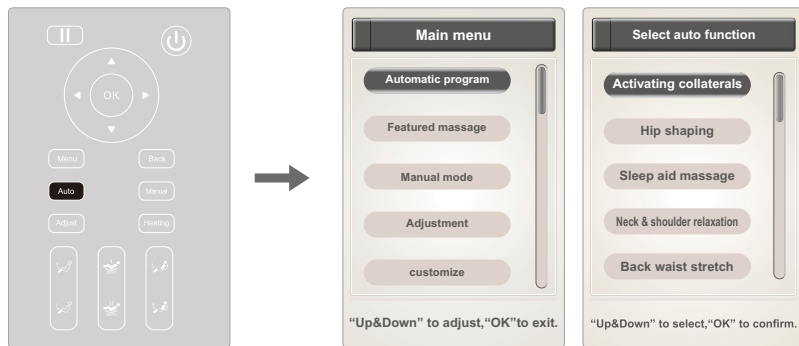 OK
Menu
Back
Auto
Manual
Adjust
Heating
Main menu
Automatic program
Featured massage
Manual mode
Adjustment
customize
“Up&Down” to adjust,“OK”to exit.
Select auto function
Activating collaterals
Hip shaping
Sleep aid massage
Neck & shoulder relaxation
Back waist stretch
“Up&Down” to select,“OK” to confirm.